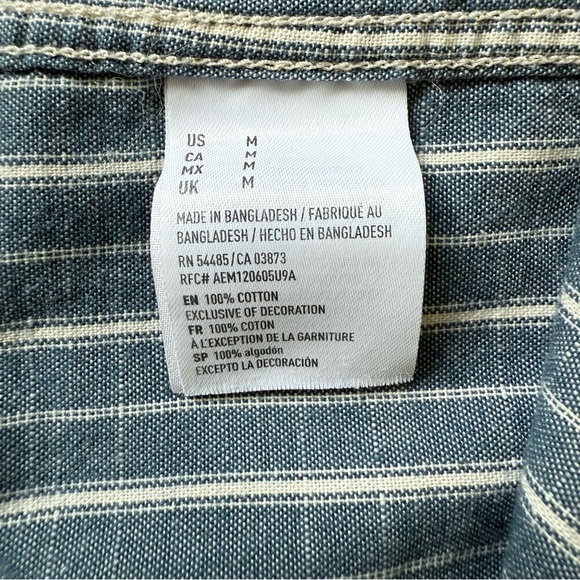 US M
CA M
MX M
UK M
MADE IN BANGLADESH / FABRIQUÉ AU
BANGLADESH / HECHO EN BANGLADESH
RN 54485/CA 03873
RFC# AEM120605U9A
EN 100% COTTON
EXCLUSIVE OF DECORATION
FR 100% COTON
À L'EXCEPTION DE LA GARNITURE
SP 100% algodón
EXCEPTO LA DECORACIÓN